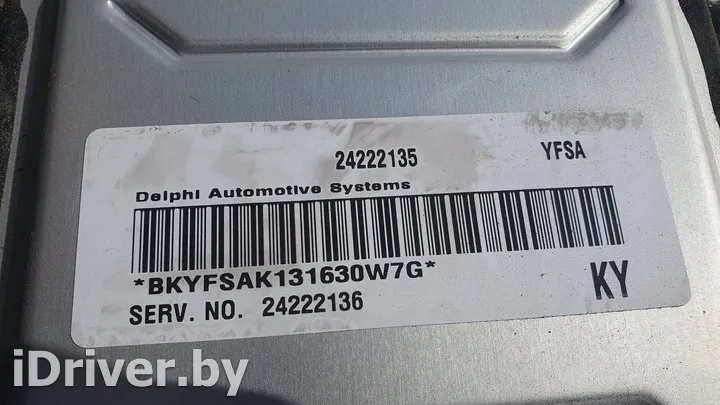 24222135 YFSA
Delphi Automotive Systems
*BKYFSAK131630W7G*
KY
SERV. NO. 24222136
iDriver.by